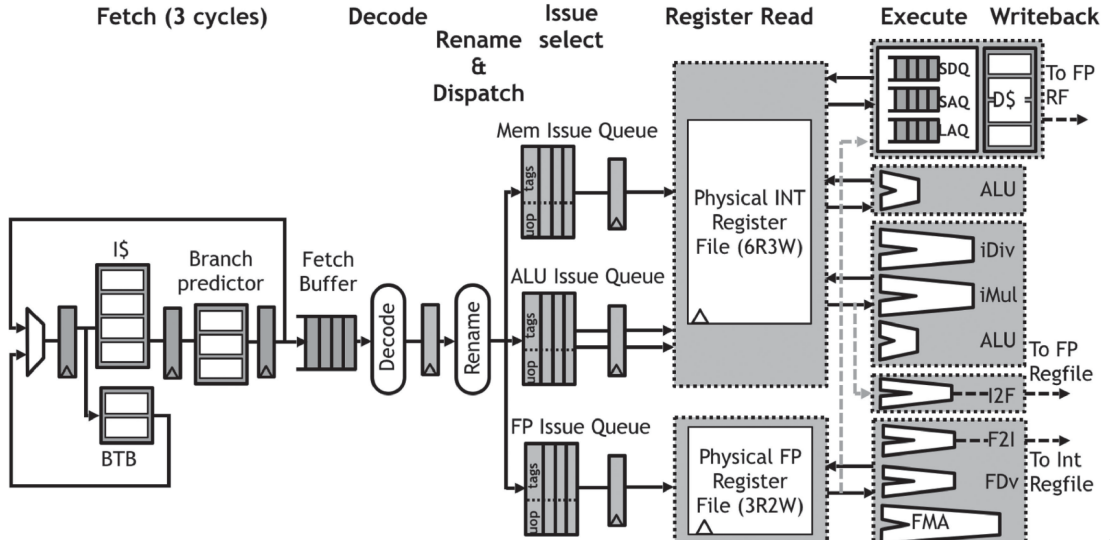 Fetch (3 cycles)
Decode
Rename
&
Dispatch
Issue
select
Register Read
Execute
Writeback
I$
Branch
predictor
BTB
Fetch
Buffer
Decode
Rename
Mem Issue Queue
tags
uop
ALU Issue Queue
tags
uop
FP Issue Queue
tags
uop
Physical INT
Register
File (6R3W)
Physical FP
Register
File (3R2W)
SDQ
SAQ
LAQ
D$
To FP
RF
ALU
iDiv
iMul
ALU
To FP
Regfile
I2F
F2I
To Int
Regfile
FDv
FMA